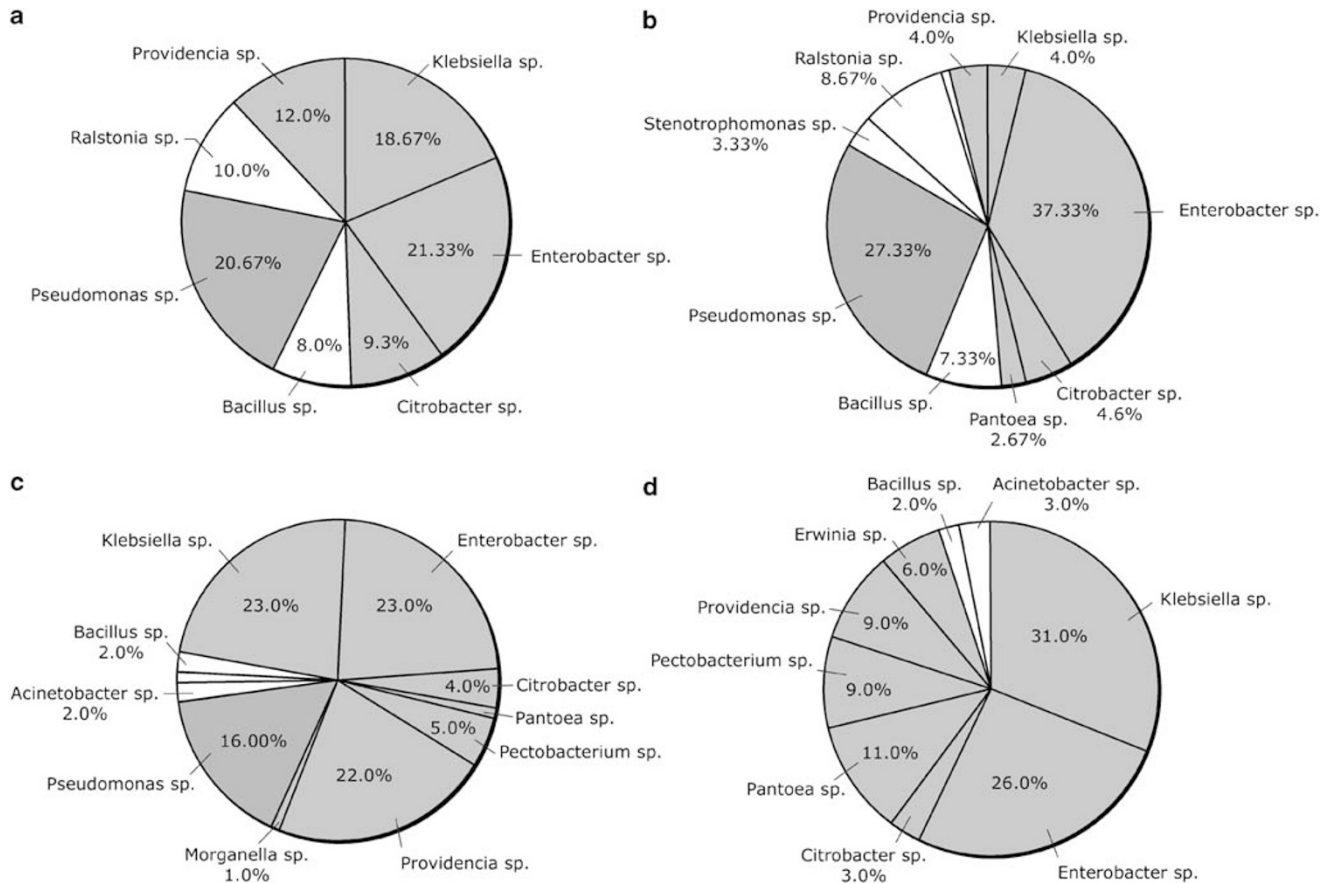 a
Providencia sp.
12.0%
Klebsiella sp.
18.67%
Ralstonia sp.
10.0%
Enterobacter sp.
21.33%
Pseudomonas sp.
20.67%
Bacillus sp.
8.0%
Citrobacter sp.
9.3%
b
Providencia sp.
4.0%
Klebsiella sp.
4.0%
Ralstonia sp.
8.67%
Stenotrophomonas sp.
3.33%
Enterobacter sp.
37.33%
Pseudomonas sp.
27.33%
Bacillus sp.
7.33%
Pantoea sp.
2.67%
Citrobacter sp.
4.6%
c
Klebsiella sp.
23.0%
Enterobacter sp.
23.0%
Bacillus sp.
2.0%
Acinetobacter sp.
2.0%
Citrobacter sp.
4.0%
Pantoea sp.
Pectobacterium sp.
5.0%
Pseudomonas sp.
16.00%
Morganella sp.
1.0%
Providencia sp.
22.0%
d
Bacillus sp.
2.0%
Acinetobacter sp.
3.0%
Erwinia sp.
6.0%
Klebsiella sp.
31.0%
Providencia sp.
9.0%
Pectobacterium sp.
9.0%
Pantoea sp.
11.0%
Citrobacter sp.
3.0%
Enterobacter sp.
26.0%